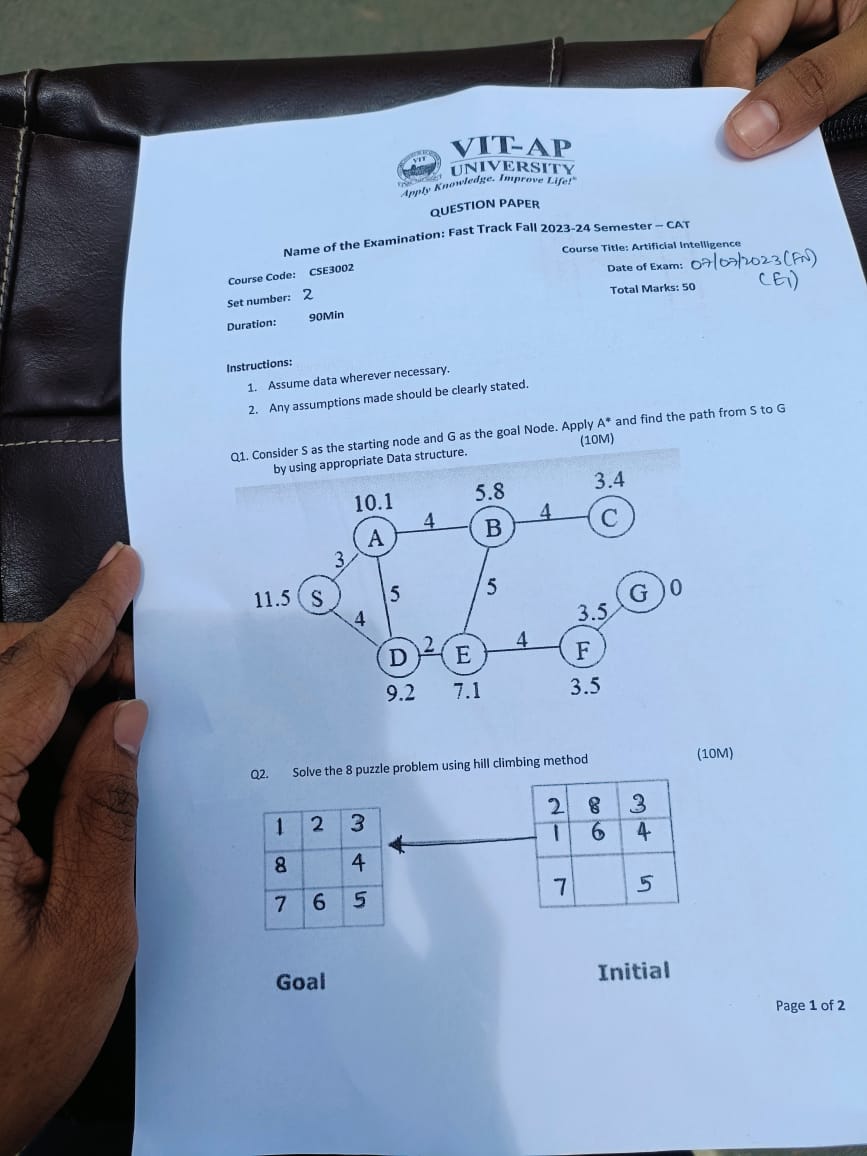 VIT
VIT-AP
UNIVERSITY
Apply Knowledge. Improve Life!
QUESTION PAPER
Name of the Examination: Fast Track Fall 2023-24 Semester – CAT
Course Code: CSE3002 Course Title: Artificial Intelligence
Set number: 2 Date of Exam: 07/07/2023 (FN)
(E1)
Duration: 90Min Total Marks: 50
Instructions:
1. Assume data wherever necessary.
2. Any assumptions made should be clearly stated.
Q1. Consider S as the starting node and G as the goal Node. Apply A* and find the path from S to G
by using appropriate Data structure. (10M)
10.1 5.8 3.4
A 4 B 4 C
3
11.5 S 5 5 G 0
4 3.5
D 2 E 4 F
9.2 7.1 3.5
Q2. Solve the 8 puzzle problem using hill climbing method (10M)
1 2 3
8 4
7 6 5
Goal
2 8 3
1 6 4
7 5
Initial
Page 1 of 2